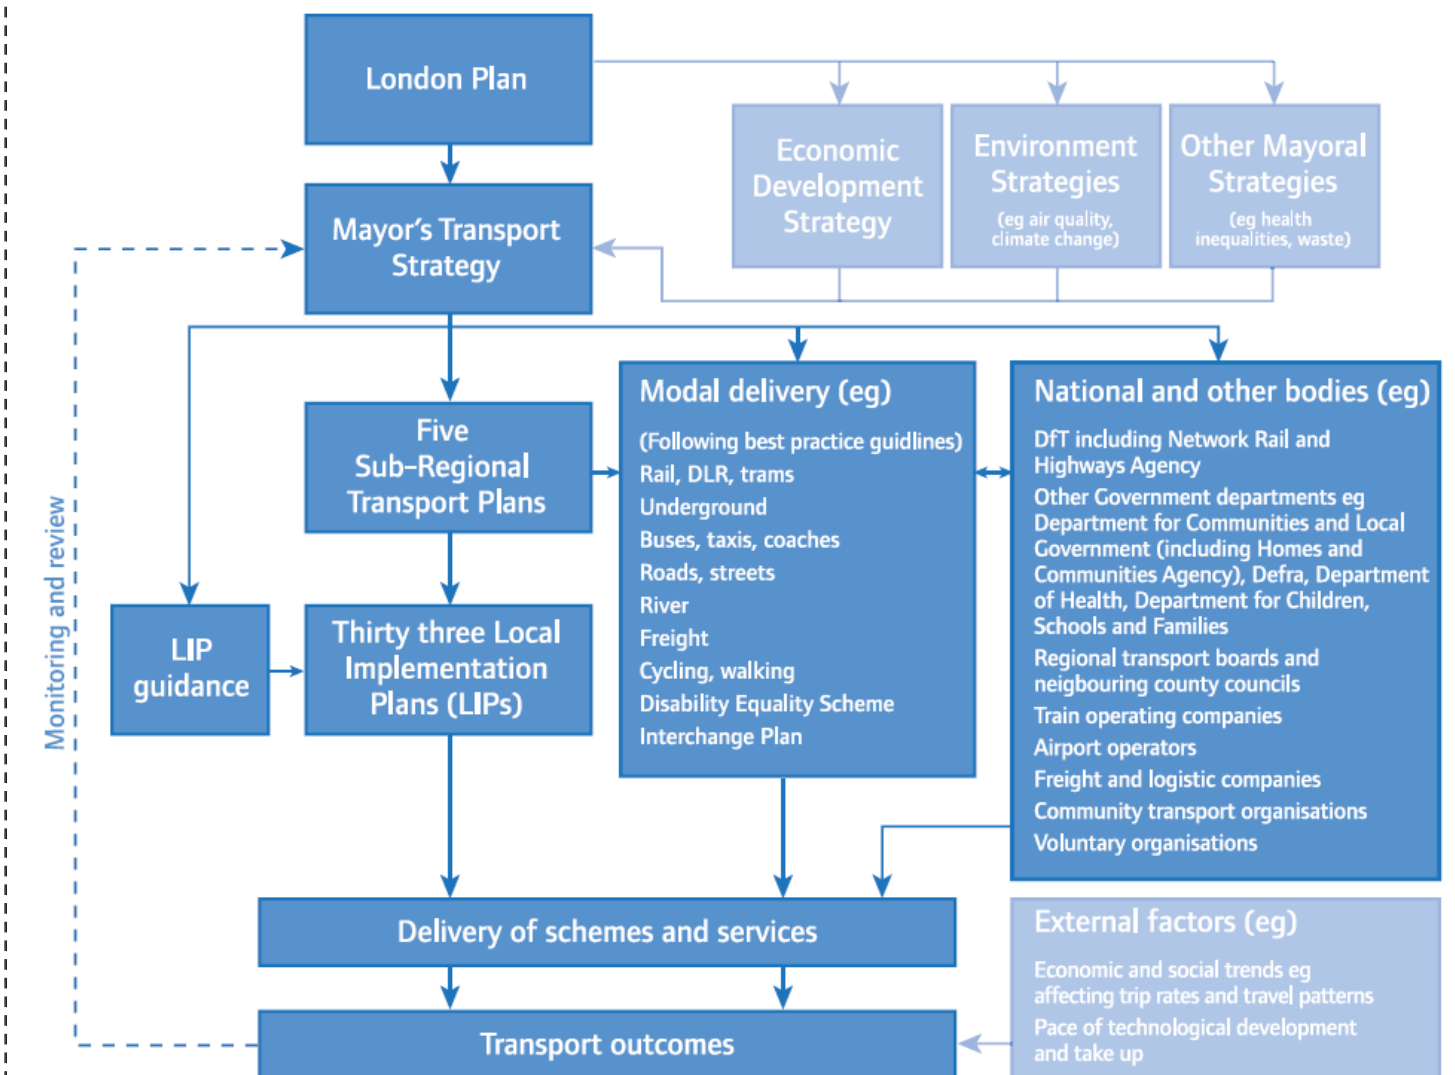 London Plan
Economic
Development
Strategy
Environment
Strategies
(eg air quality,
climate change)
Other Mayoral
Strategies
(eg health
inequalities, waste)
Mayor's Transport
Strategy
Monitoring and review
Five
Sub-Regional
Transport Plans
LIP
guidance
Thirty three Local
Implementation
Plans (LIPs)
Modal delivery (eg)
(Following best practice guidlines)
Rail, DLR, trams
Underground
Buses, taxis, coaches
Roads, streets
River
Freight
Cycling, walking
Disability Equality Scheme
Interchange Plan
National and other bodies (eg)
DfT including Network Rail and
Highways Agency
Other Government departments eg
Department for Communities and Local
Government (including Homes and
Communities Agency), Defra, Department
of Health, Department for Children,
Schools and Families
Regional transport boards and
neigbouring county councils
Train operating companies
Airport operators
Freight and logistic companies
Community transport organisations
Voluntary organisations
Delivery of schemes and services
Transport outcomes
External factors (eg)
Economic and social trends eg
affecting trip rates and travel patterns
Pace of technological development
and take up